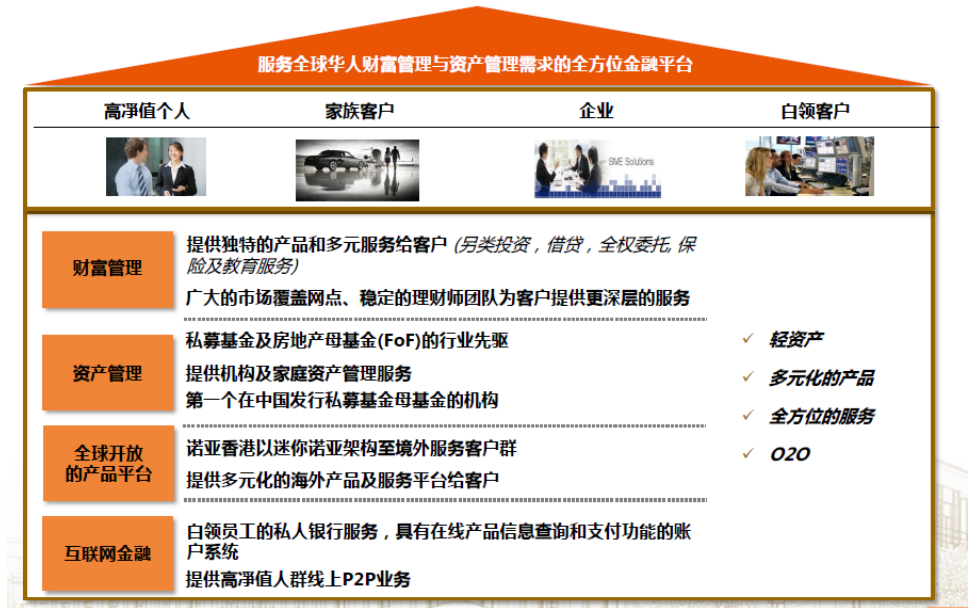 服务全球华人财富管理与资产管理需求的全方位金融平台
高净值个人
家族客户
企业
白领客户
SME Solutions
财富管理
提供独特的产品和多元服务给客户 (另类投资，借贷，全权委托, 保
险及教育服务)
广大的市场覆盖网点、稳定的理财师团队为客户提供更深层的服务
资产管理
私募基金及房地产母基金(FoF)的行业先驱
提供机构及家庭资产管理服务
第一个在中国发行私募基金母基金的机构
全球开放
的产品平台
诺亚香港以迷你诺亚架构至境外服务客户群
提供多元化的海外产品及服务平台给客户
互联网金融
白领员工的私人银行服务，具有在线产品信息查询和支付功能的账
户系统
提供高净值人群线上P2P业务
✓ 轻资产
✓ 多元化的产品
✓ 全方位的服务
✓ O2O